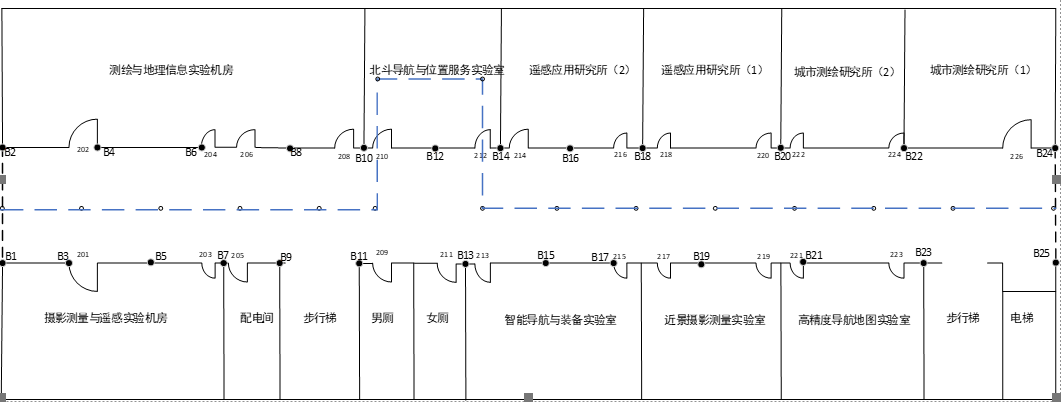 测绘与地理信息实验机房
北斗导航与位置服务实验室
遥感应用研究所（2）
遥感应用研究所（1）
城市测绘研究所（2）
城市测绘研究所（1）
B2
202
B4
B6
204
206
B8
208
B10
210
B12
212
B14
214
B16
216
B18
218
220
B20
222
224
B22
226
B24
B1
B3
201
B5
203
B7
205
B9
B11
209
211
B13
213
B15
B17
215
217
B19
219
221
B21
223
B23
B25
摄影测量与遥感实验机房
配电间
步行梯
男厕
女厕
智能导航与装备实验室
近景摄影测量实验室
高精度导航地图实验室
步行梯
电梯